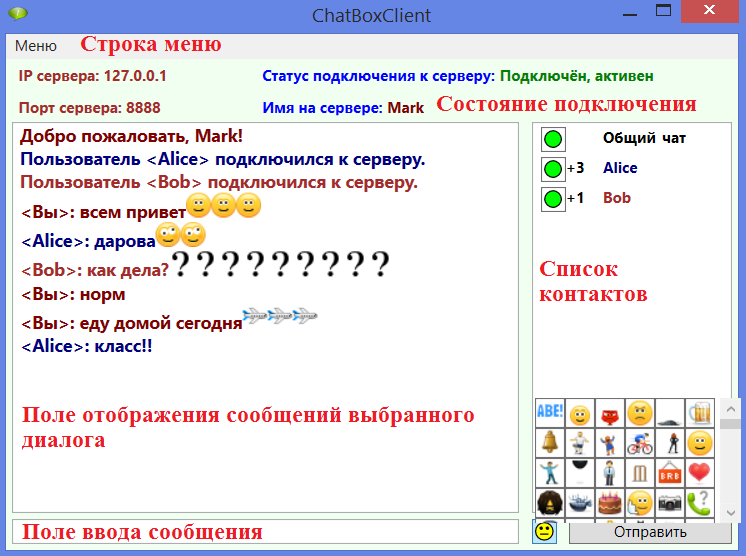 ChatBoxClient
Меню Строка меню
IP сервера: 127.0.0.1 Статус подключения к серверу: Подключён, активен
Порт сервера: 8888 Имя на сервере: Mark Состояние подключения
Добро пожаловать, Mark!
Пользователь <Alice> подключился к серверу.
Пользователь <Bob> подключился к серверу.
<Вы>: всем привет
<Alice>: дарова
<Bob>: как дела??????????? 
<Вы>: норм
<Вы>: еду домой сегодня
<Alice>: класс!!
Поле отображения сообщений выбранного
диалога
Общий чат
+3 Alice
+1 Bob
Список
контактов
ABE!
BRB
Поле ввода сообщения
Отправить